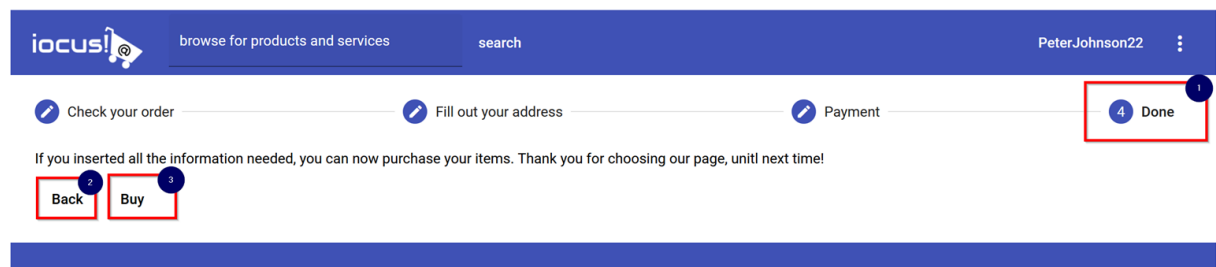 iocus!@ browse for products and services search PeterJohnson22
1
Check your order Fill out your address Payment 4 Done
If you inserted all the information needed, you can now purchase your items. Thank you for choosing our page, unitl next time!
2 3
Back Buy